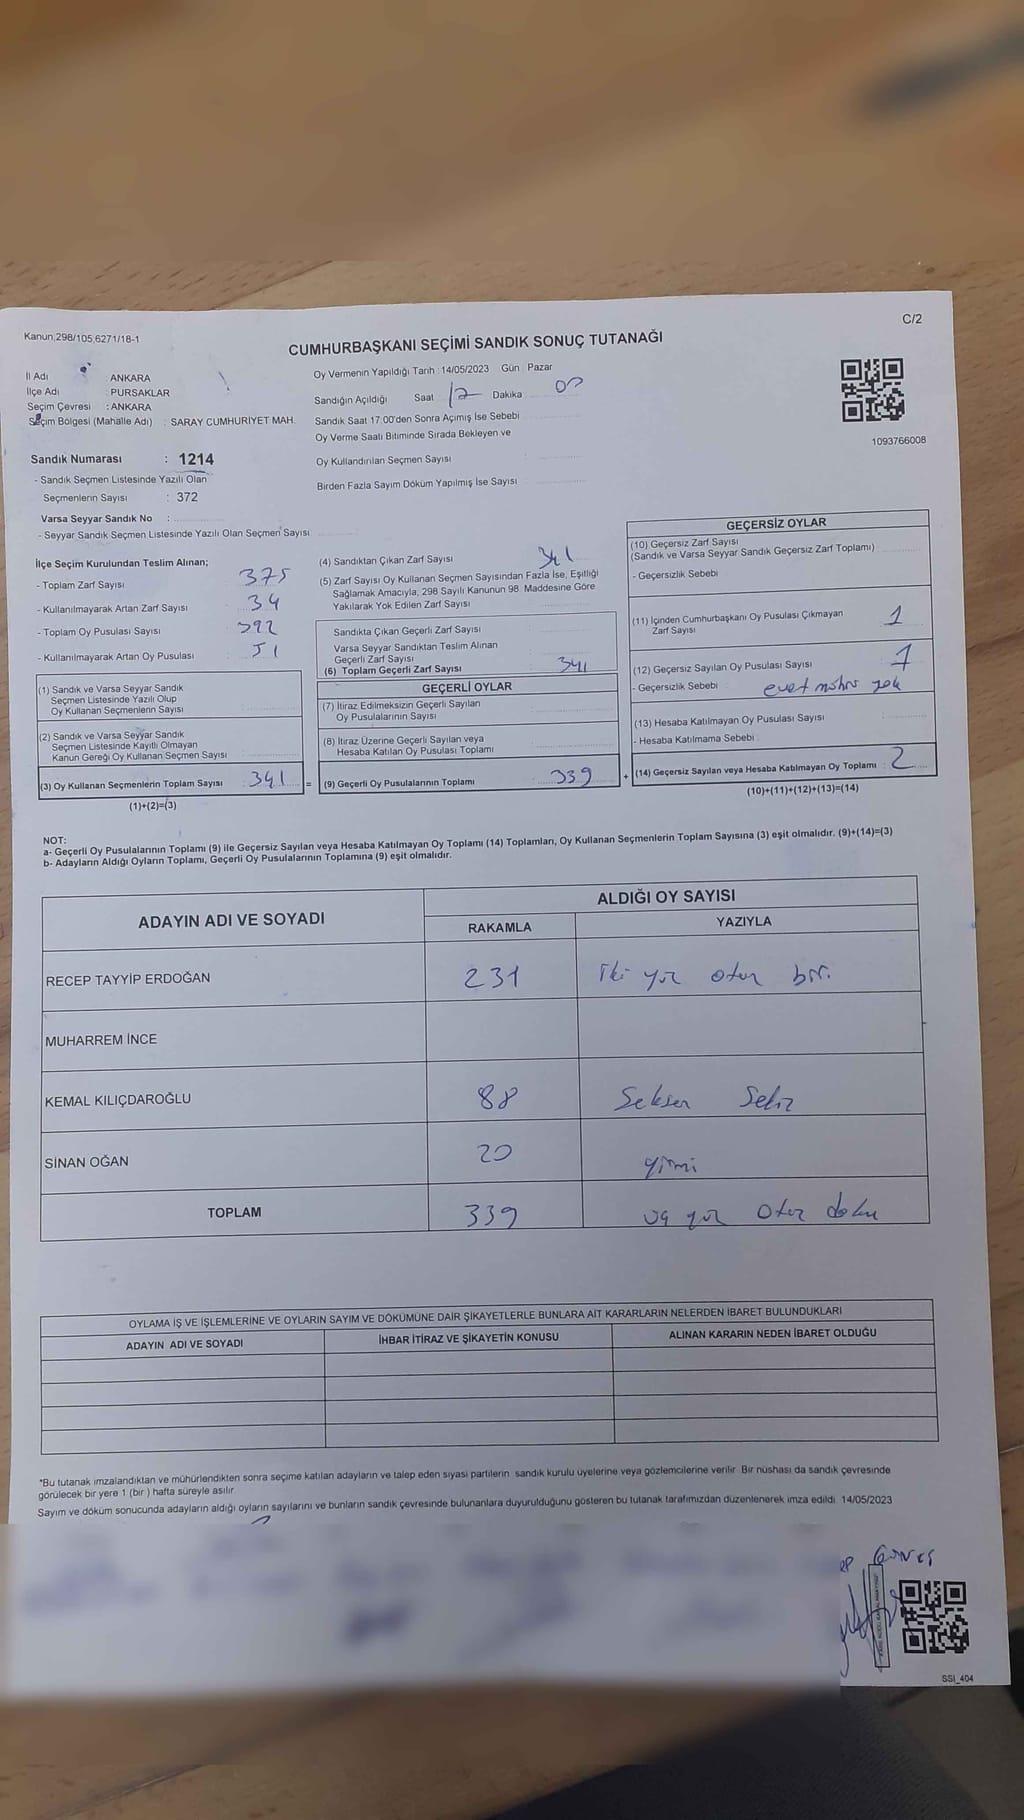 Kanun,298/105,6271/18-1
C/2
CUMHURBAŞKANI SEÇİMİ SANDIK SONUÇ TUTANAĞI
İl Adı : ANKARA
İlçe Adı : PURSAKLAR
Seçim Çevresi : ANKARA
Seçim Bölgesi (Mahalle Adı) : SARAY CUMHURİYET MAH.
Sandık Numarası : 1214
- Sandık Seçmen Listesinde Yazılı Olan
Seçmenlerin Sayısı : 372
Varsa Seyyar Sandık No :
- Seyyar Sandık Seçmen Listesinde Yazılı Olan Seçmen Sayısı
Oy Vermenin Yapıldığı Tarih :14/05/2023 Gün Pazar
Sandığın Açıldığı Saat 17 Dakika 00
Sandık Saat 17:00'den Sonra Açımış İse Sebebi
Oy Verme Saati Bitiminde Sırada Bekleyen ve
Oy Kullandırılan Seçmen Sayısı
Birden Fazla Sayım Döküm Yapılmış İse Sayısı
1093766008
İlçe Seçim Kurulundan Teslim Alınan;
- Toplam Zarf Sayısı 375
- Kullanılmayarak Artan Zarf Sayısı 34
- Toplam Oy Pusulası Sayısı 392
- Kullanılmayarak Artan Oy Pusulası 51
(1) Sandık ve Varsa Seyyar Sandık
Seçmen Listesinde Yazılı Olup
Oy Kullanan Seçmenlerin Sayısı
(2) Sandık ve Varsa Seyyar Sandık
Seçmen Listesinde Kayıtlı Olmayan
Kanun Gereği Oy Kullanan Seçmen Sayısı
(3) Oy Kullanan Seçmenlerin Toplam Sayısı : 341 =
(1)+(2)=(3)
(4) Sandıktan Çıkan Zarf Sayısı 341
(5) Zarf Sayısı Oy Kullanan Seçmen Sayısından Fazla İse, Eşitliği
Sağlamak Amacıyla, 298 Sayılı Kanunun 98. Maddesine Göre
Yakılarak Yok Edilen Zarf Sayısı
Sandıkta Çıkan Geçerli Zarf Sayısı
Varsa Seyyar Sandıktan Teslim Alınan
Geçerli Zarf Sayısı
(6) Toplam Geçerli Zarf Sayısı 341
GEÇERLİ OYLAR
(7) İtiraz Edilmeksizin Geçerli Sayılan
Oy Pusulalarının Sayısı
(8) İtiraz Üzerine Geçerli Sayılan veya
Hesaba Katılan Oy Pusulası Toplamı
(9) Geçerli Oy Pusulalarının Toplamı : 339 +
GEÇERSİZ OYLAR
(10) Geçersiz Zarf Sayısı
(Sandık ve Varsa Seyyar Sandık Geçersiz Zarf Toplamı)
- Geçersizlik Sebebi
(11) İçinden Cumhurbaşkanı Oy Pusulası Çıkmayan
Zarf Sayısı 1
(12) Geçersiz Sayılan Oy Pusulası Sayısı 1
- Geçersizlik Sebebi : evet mührü yok
(13) Hesaba Katılmayan Oy Pusulası Sayısı
- Hesaba Katılmama Sebebi
(14) Geçersiz Sayılan veya Hesaba Katılmayan Oy Toplamı : 2
(10)+(11)+(12)+(13)=(14)
NOT:
a- Geçerli Oy Pusulalarının Toplamı (9) ile Geçersiz Sayılan veya Hesaba Katılmayan Oy Toplamı (14) Toplamları, Oy Kullanan Seçmenlerin Toplam Sayısına (3) eşit olmalıdır. (9)+(14)=(3)
b- Adayların Aldığı Oyların Toplamı, Geçerli Oy Pusulalarının Toplamına (9) eşit olmalıdır.
ADAYIN ADI VE SOYADI ALDIĞI OY SAYISI
RAKAMLA YAZIYLA
RECEP TAYYİP ERDOĞAN 231 iki yüz otuz bir.
MUHARREM İNCE
KEMAL KILIÇDAROĞLU 88 Seksen Sekiz
SİNAN OĞAN 20 yirmi
TOPLAM 339 üç yüz otuz doku
OYLAMA İŞ VE İŞLEMLERİNE VE OYLARIN SAYIM VE DÖKÜMÜNE DAİR ŞİKAYETLERLE BUNLARA AİT KARARLARIN NELERDEN İBARET BULUNDUKLARI
ADAYIN ADI VE SOYADI İHBAR İTİRAZ VE ŞİKAYETİN KONUSU ALINAN KARARIN NEDEN İBARET OLDUĞU
*Bu tutanak imzalandıktan ve mühürlendikten sonra seçime katılan adayların ve talep eden siyasi partilerin sandık kurulu üyelerine veya gözlemcilerine verilir. Bir nüshası da sandık çevresinde
görülecek bir yere 1 (bir) hafta süreyle asılır.
Sayım ve döküm sonucunda adayların aldığı oyların sayılarını ve bunların sandık çevresinde bulunanlara duyurulduğunu gösteren bu tutanak tarafımızdan düzenlenerek imza edildi. 14/05/2023
SSI_404